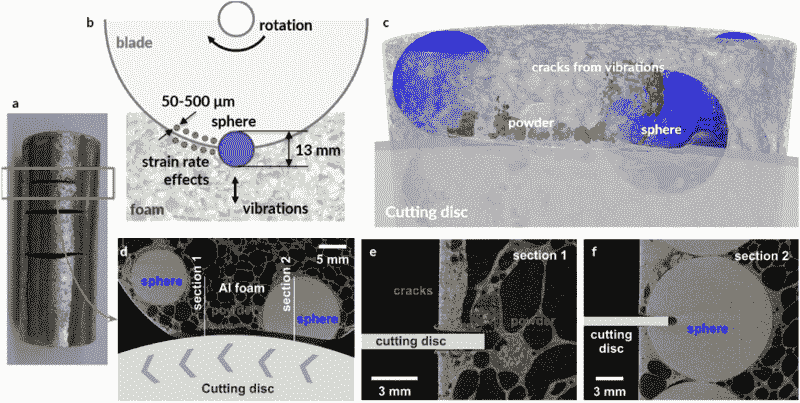 a
b
blade
rotation
50-500 µm
sphere
13 mm
strain rate
effects
foam
vibrations
c
cracks from vibrations
powder
sphere
Cutting disc
d
5 mm
sphere
section 1
Al foam
powder
section 2
sphere
Cutting disc
e
section 1
cracks
powder
cutting disc
3 mm
f
section 2
sphere
cutting
disc
3 mm